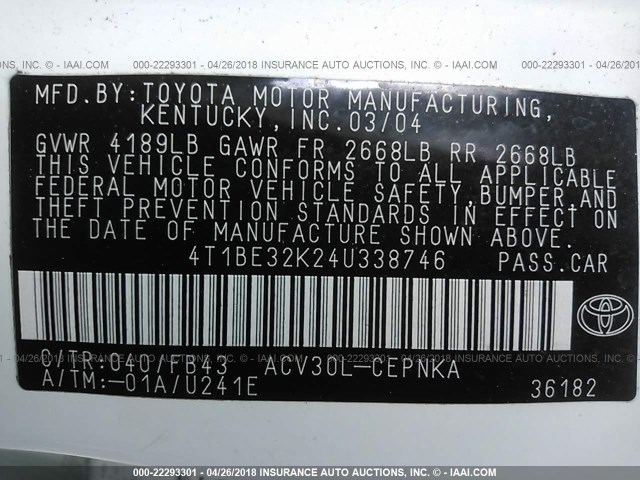 000-22293301 - 04/26/2018 INSURANCE AUTO AUCTIONS - IAAI.COM
MFD.BY:TOYOTA MOTOR MANUFACTURING,
KENTUCKY,INC.03/04
GVWR 4189LB GAWR FR 2668LB RR 2668LB
THIS VEHICLE CONFORMS TO ALL APPLICABLE
FEDERAL MOTOR VEHICLE SAFETY,BUMPER,AND
THEFT PREVENTION STANDARDS IN EFFECT ON
THE DATE OF MANUFACTURE SHOWN ABOVE.
4T1BE32K24U338746 PASS.CAR
C/TR:040/FB43 ACV30L-CEPNKA
A/TM:-01A/U241E 36182
000-22293301 - 04/26/2018 INSURANCE AUTO AUCTIONS - IAAI.COM